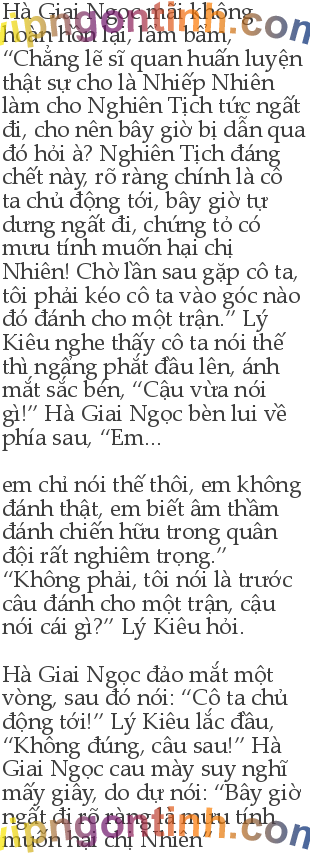 Hà Giai Ngọc mãi không
hoàn hồn lại, lẩm bẩm,
“Chẳng lẽ sĩ quan huấn luyện
thật sự cho là Nhiếp Nhiên
làm cho Nghiên Tịch tức ngất
đi, cho nên bây giờ bị dẫn qua
đó hỏi à? Nghiên Tịch đáng
chết này, rõ ràng chính là cô
ta chủ động tới, bây giờ tự
dưng ngất đi, chứng tỏ có
mưu tính muốn hại chị
Nhiên! Chờ lần sau gặp cô ta,
tôi phải kéo cô ta vào góc nào
đó đánh cho một trận.” Lý
Kiêu nghe thấy cô ta nói thế
thì ngẩng phắt đầu lên, ánh
mắt sắc bén, “Cậu vừa nói
gì!” Hà Giai Ngọc bèn lui về
phía sau, “Em...
em chỉ nói thế thôi, em không
đánh thật, em biết âm thầm
đánh chiến hữu trong quân
đội rất nghiêm trọng.”
“Không phải, tôi nói là trước
câu đánh cho một trận, cậu
nói cái gì?” Lý Kiêu hỏi.
Hà Giai Ngọc đảo mắt một
vòng, sau đó nói: “Cô ta chủ
động tới!” Lý Kiêu lắc đầu,
“Không đúng, câu sau!” Hà
Giai Ngọc cau mày suy nghĩ
mấy giây, do dự nói: “Bây giờ
ngất đi rõ ràng là mưu tính
muốn hại chị Nhiên”
vipngontinh.com
vipngontinh.com